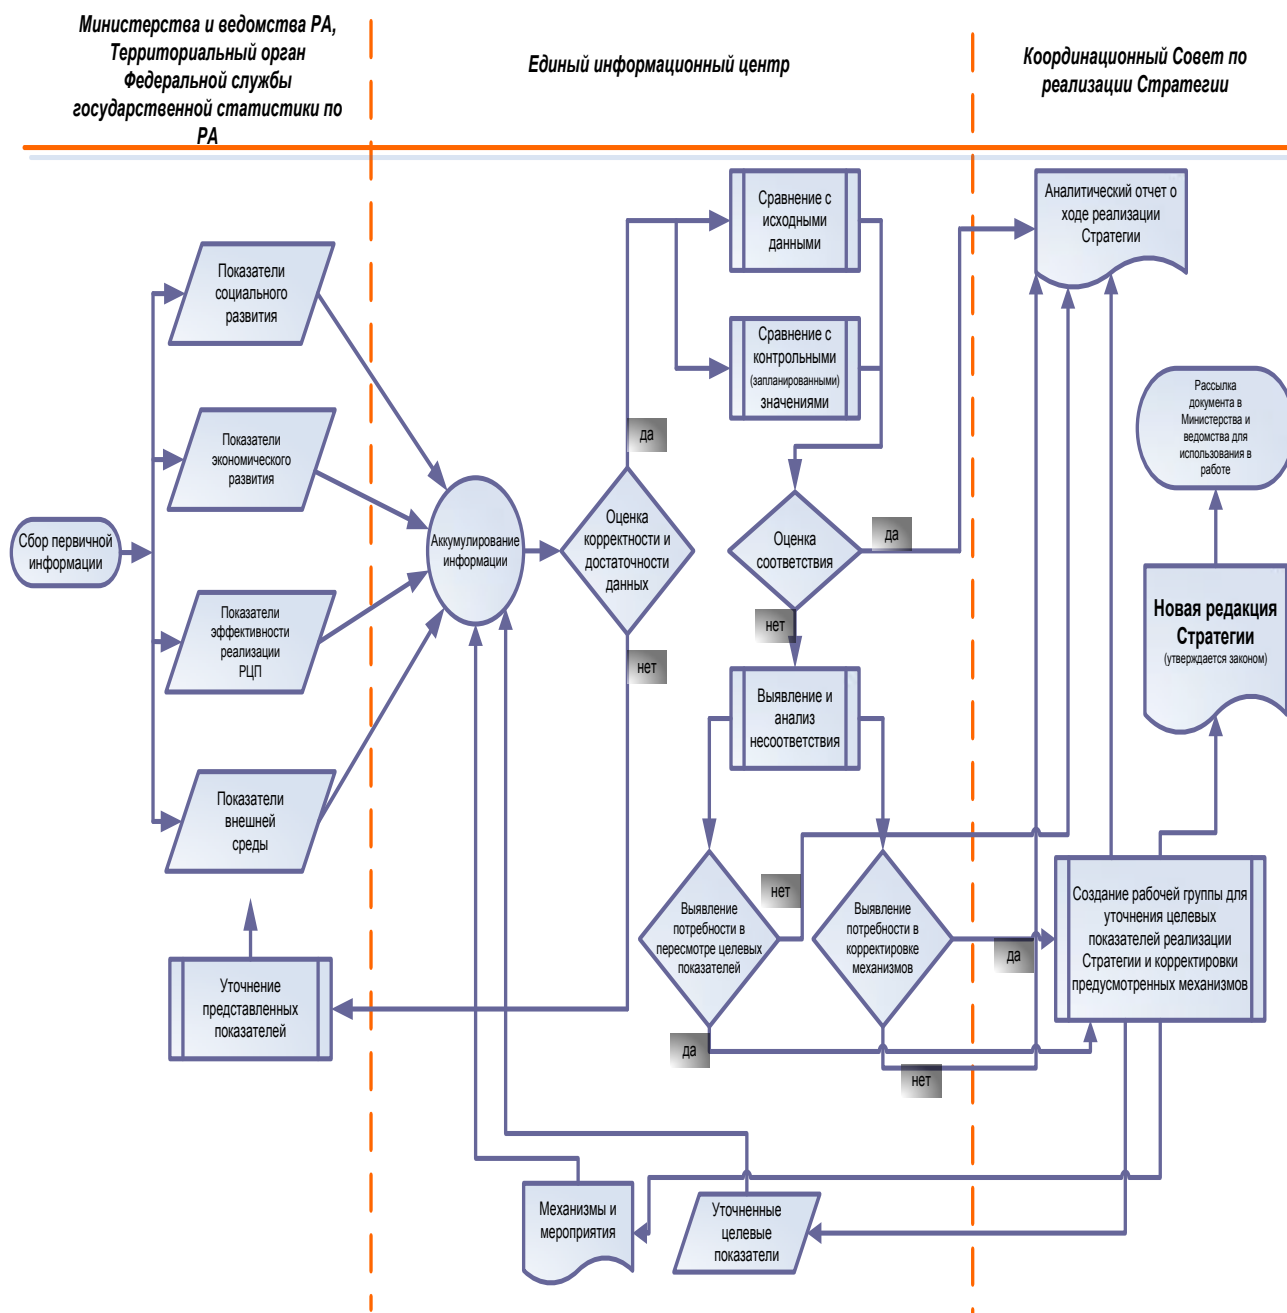 Министерства и ведомства РА,
Территориальный орган
Федеральной службы
государственной статистики по
РА
Единый информационный центр
Координационный Совет по
реализации Стратегии
Сбор первичной
информации
Показатели
социального
развития
Показатели
экономического
развития
Показатели
эффективности
реализации
РЦП
Показатели
внешней
среды
Уточнение
представленных
показателей
Аккумулирование
информации
Оценка
корректности и
достаточности
данных
да
нет
Сравнение с
исходными
данными
Сравнение с
контрольными
(запланированными)
значениями
Оценка
соответствия
да
нет
Выявление и
анализ
несоответствия
Выявление
потребности в
пересмотре целевых
показателей
нет
да
Выявление
потребности в
корректировке
механизмов
да
нет
Механизмы и
мероприятия
Уточненные
целевые
показатели
Аналитический отчет о
ходе реализации
Стратегии
Рассылка
документа в
Министерства и
ведомства для
использования в
работе
Новая редакция
Стратегии
(утверждается законом)
Создание рабочей группы для
уточнения целевых
показателей реализации
Стратегии и корректировки
предусмотренных механизмов